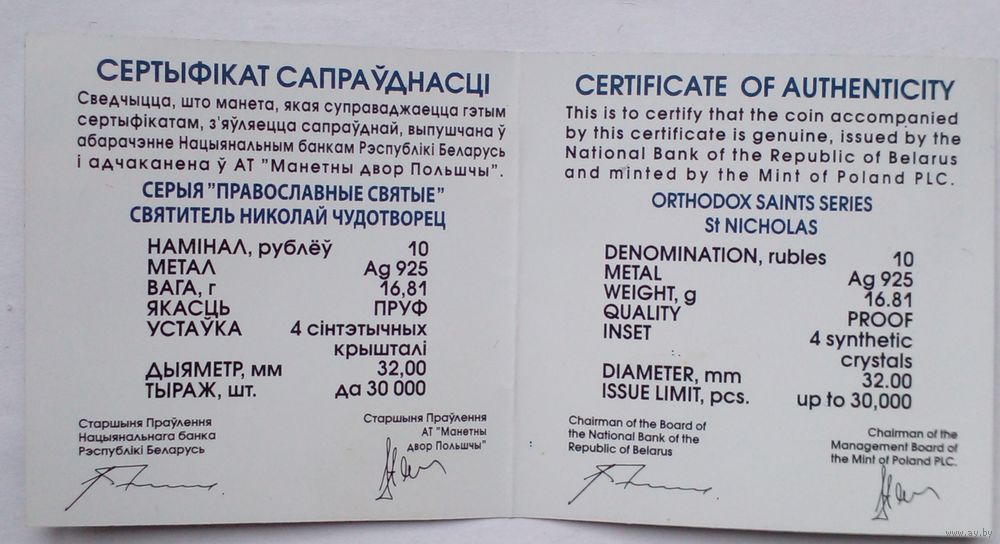 СЕРТЫФІКАТ САПРАЎДНАСЦІ
Сведчыцца, што манета, якая суправаджаецца гэтым
сертыфікатам, з'яўляецца сапраўднай, выпушчана ў
абарачэнне Нацыянальным банкам Рэспублікі Беларусь
і адчаканена ў АТ "Манетны двор Польшчы".
СЕРЫЯ "ПРАВОСЛАВНЫЕ СВЯТЫЕ"
СВЯТИТЕЛЬ НИКОЛАЙ ЧУДОТВОРЕЦ
НАМІНАЛ, рублёў 10
МЕТАЛ Ag 925
ВАГА, г 16,81
ЯКАСЦЬ ПРУФ
УСТАЎКА 4 сінтэтычных
крышталі
ДЫЯМЕТР, мм 32,00
ТЫРАЖ, шт. да 30 000
Старшыня Праўлення
Нацыянальнага банка
Рэспублікі Беларусь
Старшыня Праўлення
АТ "Манетны
двор Польшчы"
CERTIFICATE OF AUTHENTICITY
This is to certify that the coin accompanied
by this certificate is genuine, issued by the
National Bank of the Republic of Belarus
and minted by the Mint of Poland PLC.
ORTHODOX SAINTS SERIES
St NICHOLAS
DENOMINATION, rubles 10
METAL Ag 925
WEIGHT, g 16.81
QUALITY PROOF
INSET 4 synthetic
crystals
DIAMETER, mm 32.00
ISSUE LIMIT, pcs. up to 30,000
Chairman of the Board of
the National Bank of the
Republic of Belarus
Chairman of the
Management Board of
the Mint of Poland PLC.
www.ay.by